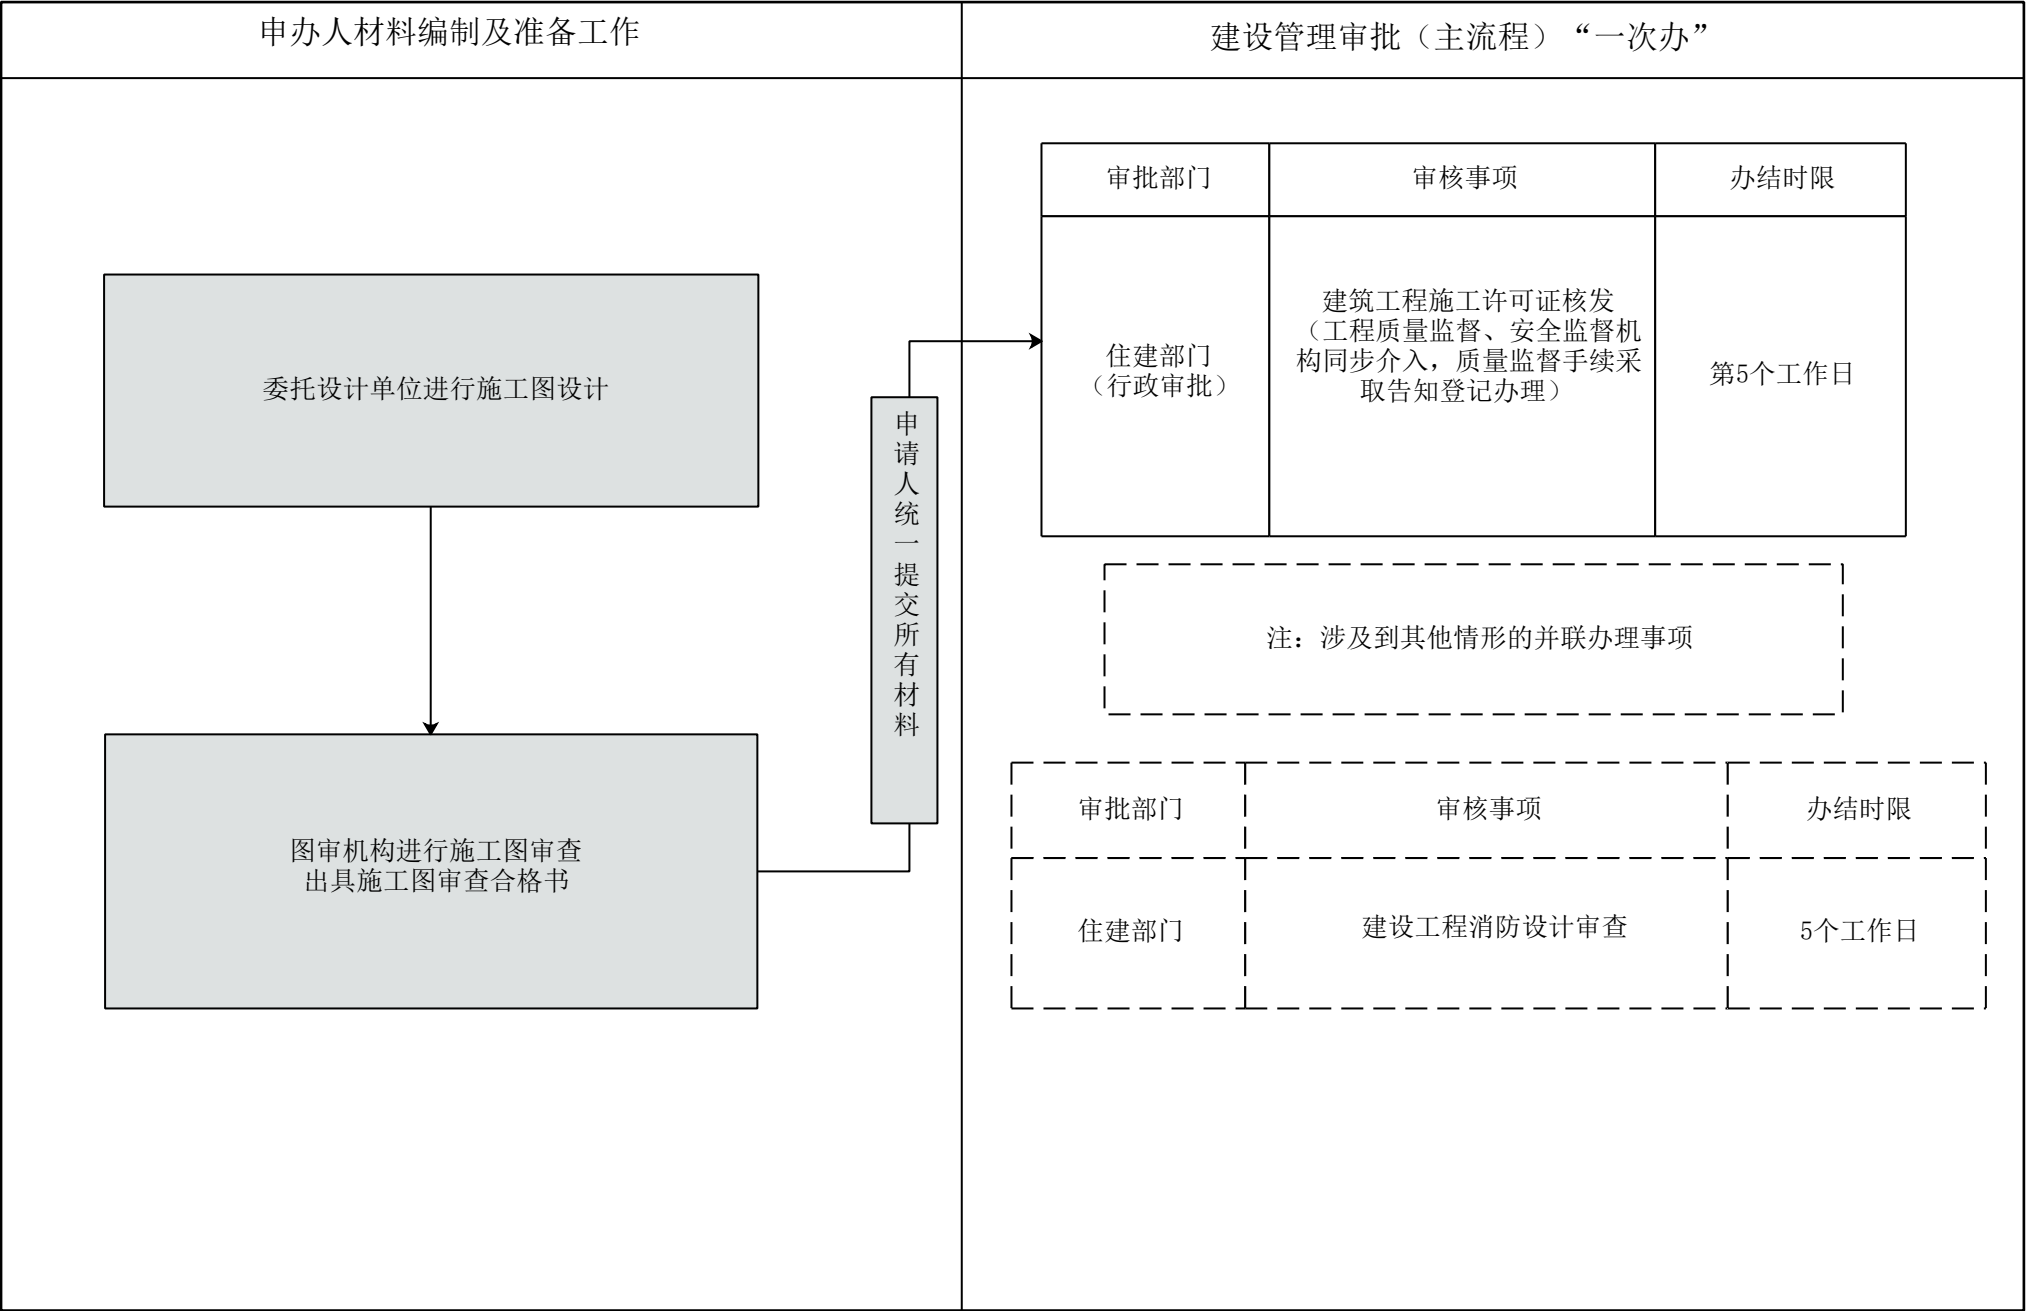 申办人材料编制及准备工作
建设管理审批（主流程）“一次办”
委托设计单位进行施工图设计
图审机构进行施工图审查
出具施工图审查合格书
申请人统一提交所有材料
审批部门
审核事项
办结时限
住建部门
（行政审批）
建筑工程施工许可证核发
（工程质量监督、安全监督机
构同步介入，质量监督手续采
取告知登记办理）
第5个工作日
注：涉及到其他情形的并联办理事项
审批部门
审核事项
办结时限
住建部门
建设工程消防设计审查
5个工作日